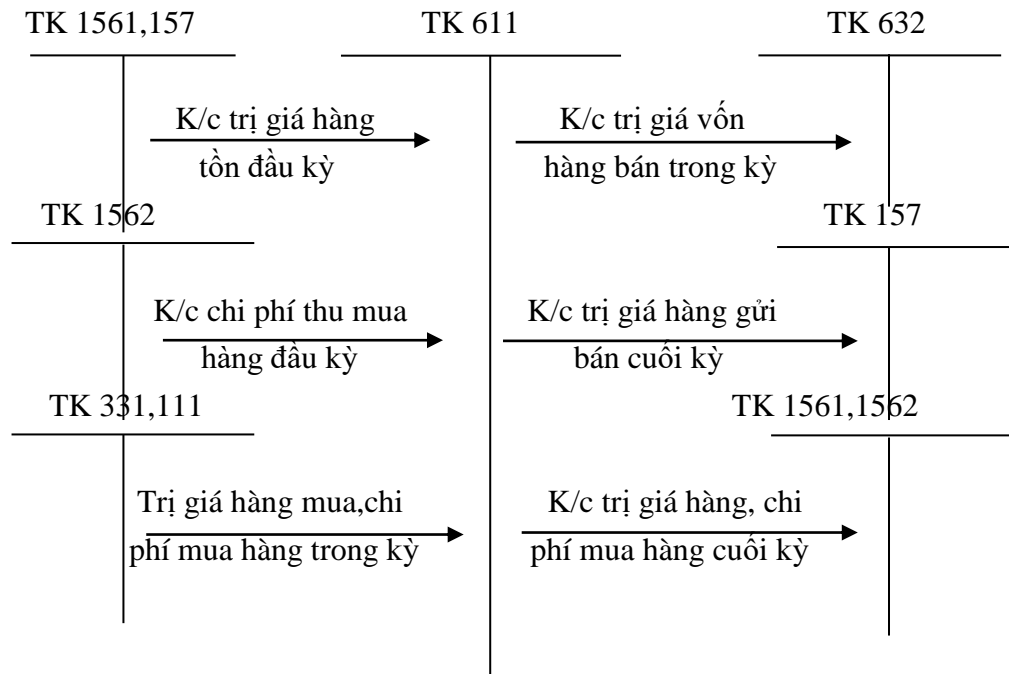 TK 1561,157
TK 611
TK 632
K/c trị giá hàng
tồn đầu kỳ
K/c trị giá vốn
hàng bán trong kỳ
TK 1562
TK 157
K/c chi phí thu mua
hàng đầu kỳ
K/c trị giá hàng gửi
bán cuối kỳ
TK 331,111
TK 1561,1562
Trị giá hàng mua,chi
phí mua hàng trong kỳ
K/c trị giá hàng, chi
phí mua hàng cuối kỳ